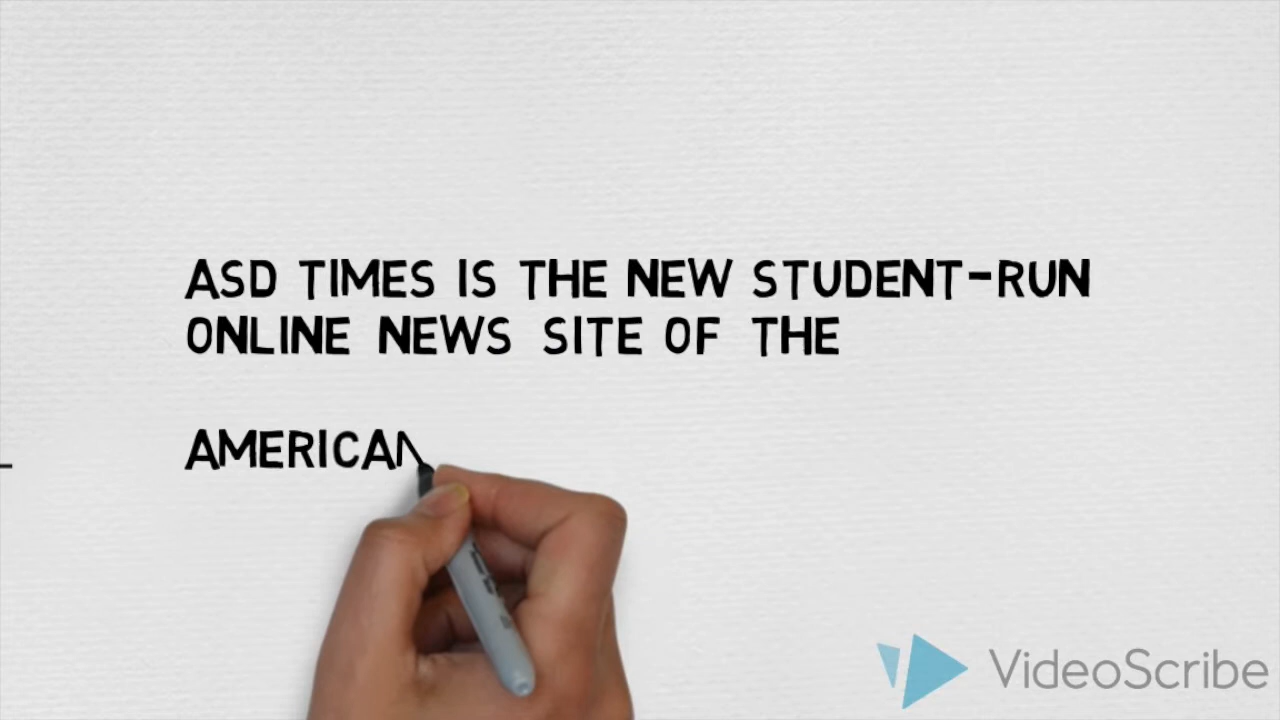 ASD TIMES IS THE NEW STUDENT-RUN
ONLINE NEWS SITE OF THE
AMERICAN
VideoScribe